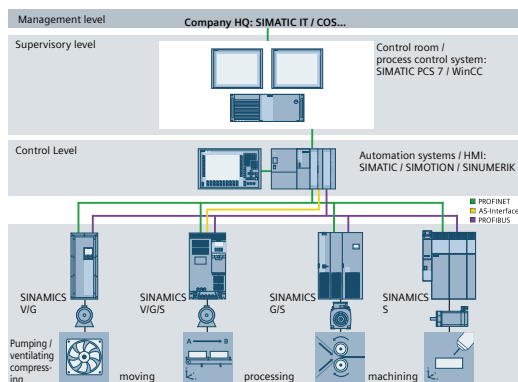 Management level
Company HQ: SIMATIC IT / COS...
Supervisory level
Control room /
process control system:
SIMATIC PCS 7 / WinCC
Control Level
Automation systems / HMI:
SIMATIC / SIMOTION / SINUMERIK
PROFINET
AS-Interface
PROFIBUS
SINAMICS
V/G
SINAMICS
V/G/S
SINAMICS
G/S
SINAMICS
S
Pumping /
ventilating
compress-
ing
A B
moving
processing
machining